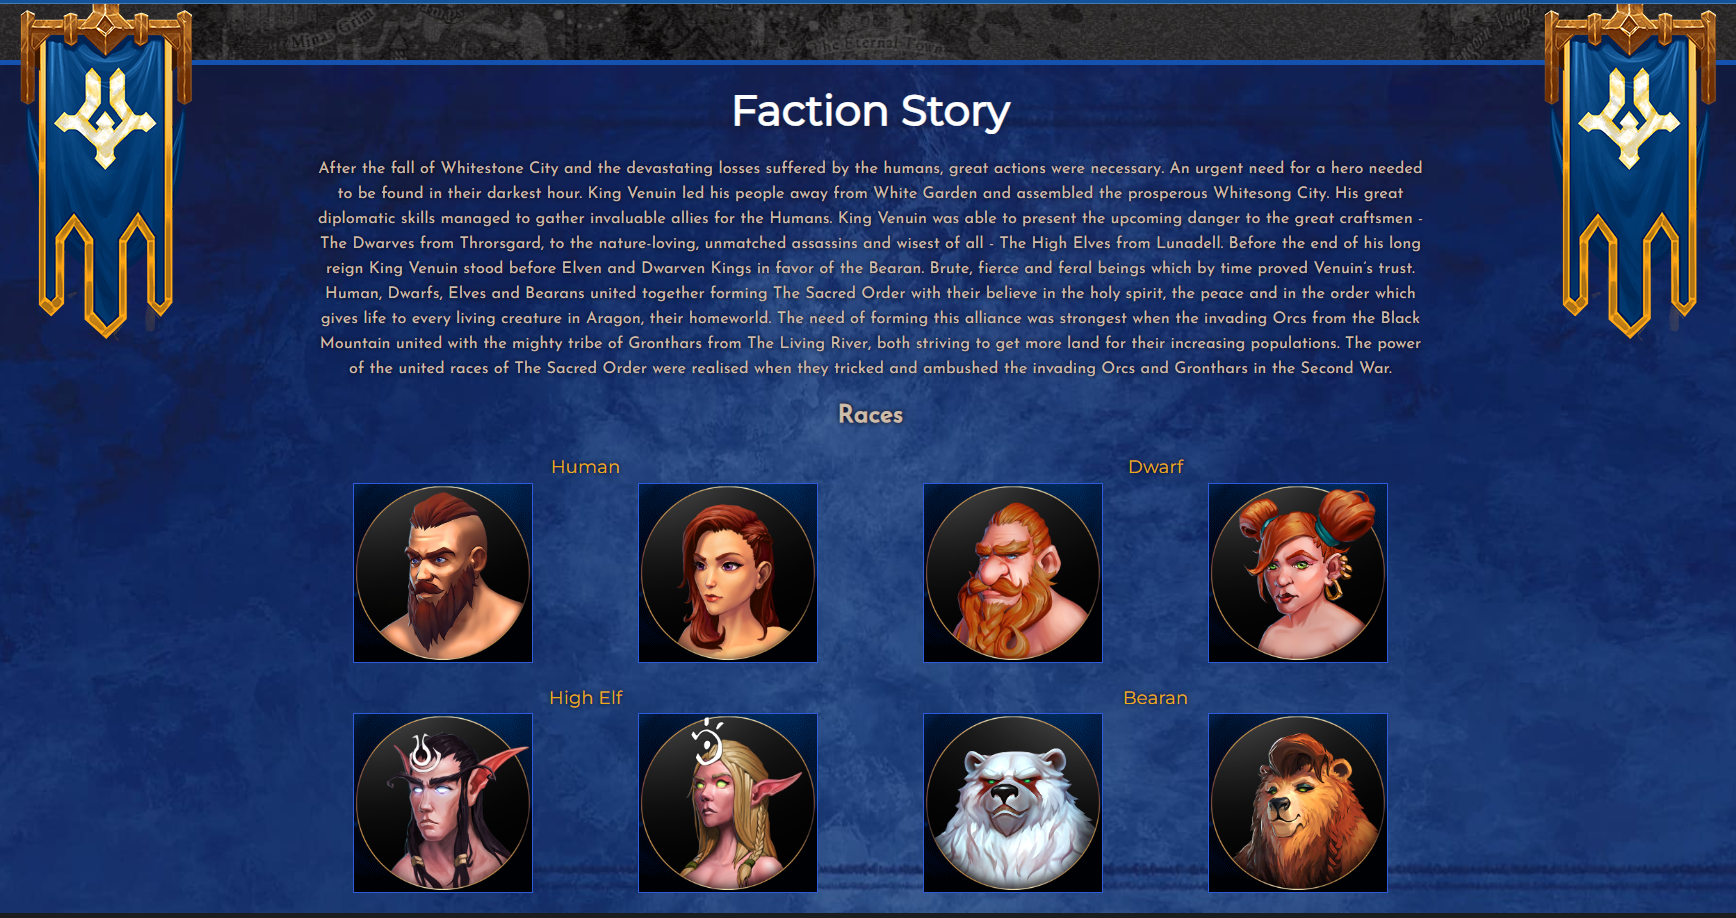 Minas Grim
The Eternal Town
Faction Story
After the fall of Whitestone City and the devastating losses suffered by the humans, great actions were necessary. An urgent need for a hero needed
to be found in their darkest hour. King Venuin led his people away from White Garden and assembled the prosperous Whitesong City. His great
diplomatic skills managed to gather invaluable allies for the Humans. King Venuin was able to present the upcoming danger to the great craftsmen -
The Dwarves from Throrsgard, to the nature-loving, unmatched assassins and wisest of all - The High Elves from Lunadell. Before the end of his long
reign King Venuin stood before Elven and Dwarven Kings in favor of the Bearan. Brute, fierce and feral beings which by time proved Venuin's trust.
Human, Dwarfs, Elves and Bearans united together forming The Sacred Order with their believe in the holy spirit, the peace and in the order which
gives life to every living creature in Aragon, their homeworld. The need of forming this alliance was strongest when the invading Orcs from the Black
Mountain united with the mighty tribe of Gronthars from The Living River, both striving to get more land for their increasing populations. The power
of the united races of The Sacred Order were realised when they tricked and ambushed the invading Orcs and Gronthars in the Second War.
Races
Human
Dwarf
High Elf
Bearan